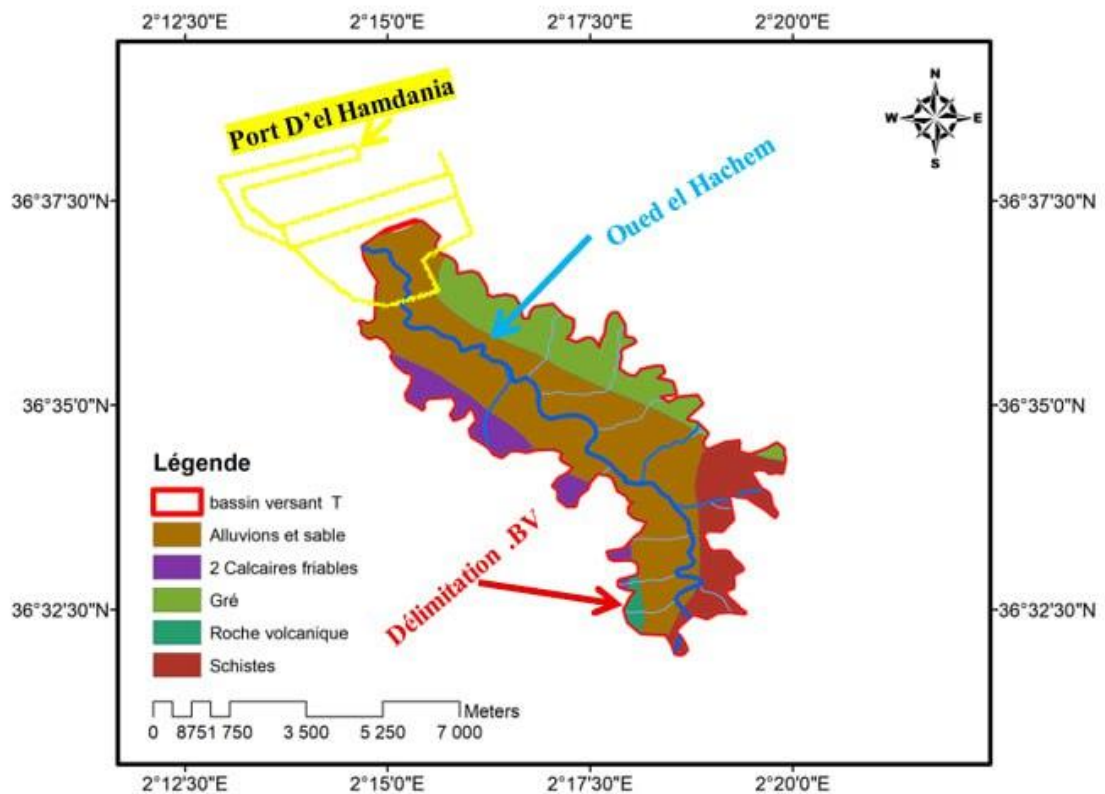 2°12'30"E 2°15'0"E 2°17'30"E 2°20'0"E
Port D'el Hamdania
N
W E
S
36°37'30"N 36°37'30"N
Oued el Hachem
36°35'0"N 36°35'0"N
Légende
bassin versant T
Alluvions et sable
2 Calcaires friables
Gré
Roche volcanique
Schistes
Délimitation .BV
36°32'30"N 36°32'30"N
Meters
0 8751 750 3 500 5 250 7 000
2°12'30"E 2°15'0"E 2°17'30"E 2°20'0"E